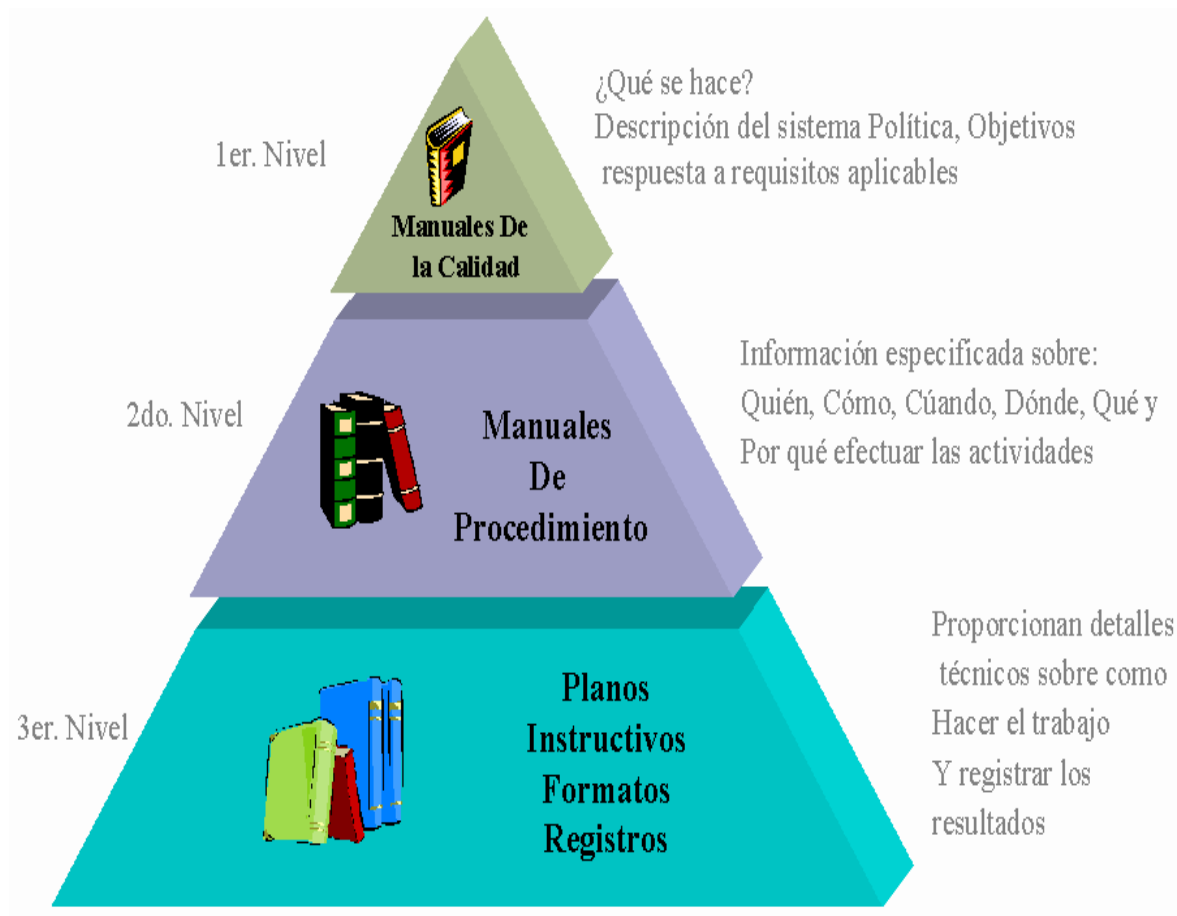 ¿Qué se hace?
Descripción del sistema Política, Objetivos
respuesta a requisitos aplicables
1er. Nivel
Manuales De
la Calidad
Información especificada sobre:
Quién, Cómo, Cúando, Dónde, Qué y
Por qué efectuar las actividades
2do. Nivel
Manuales
De
Procedimiento
Proporcionan detalles
técnicos sobre como
Hacer el trabajo
Y registrar los
resultados
3er. Nivel
Planos
Instructivos
Formatos
Registros